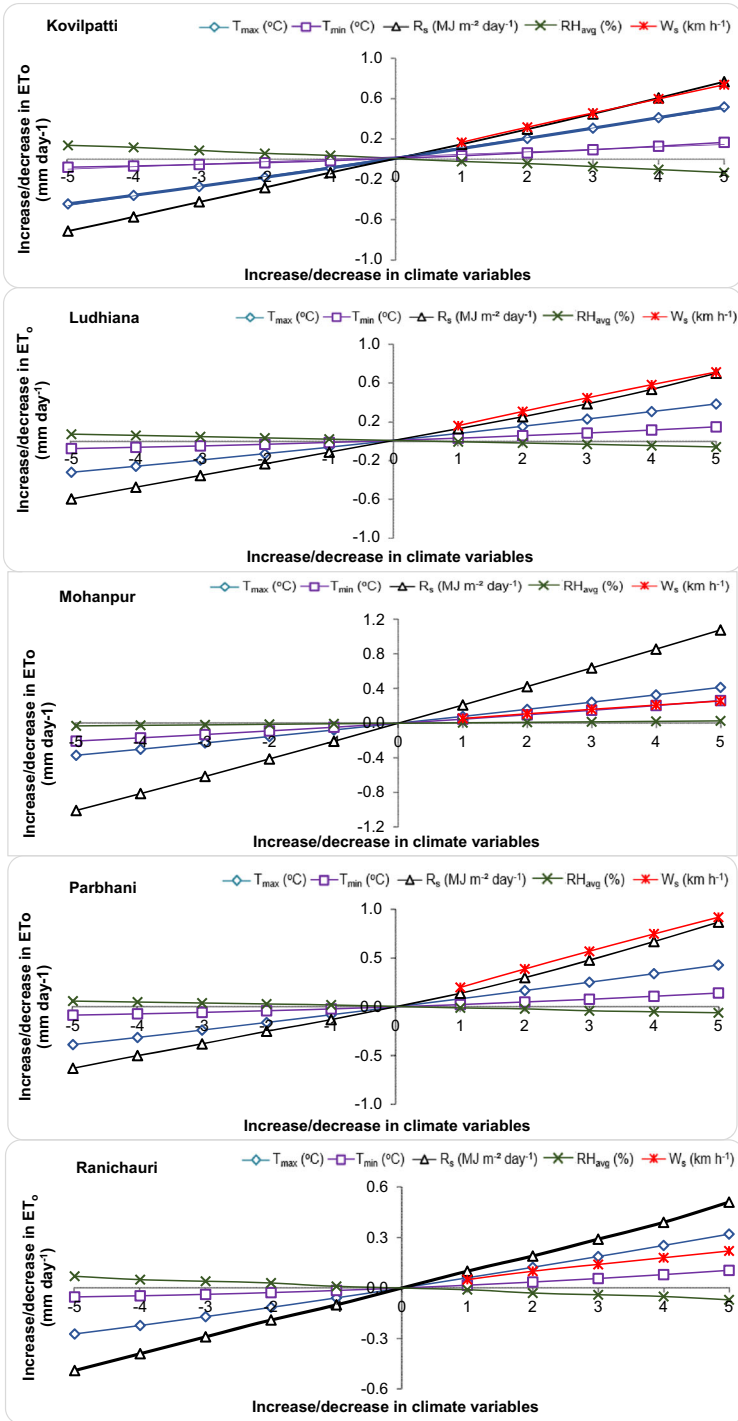 Kovilpatti
Tmax (ºC) Tmin (ºC) Rs (MJ m⁻² day⁻¹) RHavg (%) Ws (km h⁻¹)
Increase/decrease in ETo
(mm day-1)
1.0
0.6
0.2
-0.2
-0.6
-1.0
-5 -4 -3 -2 -1 0 1 2 3 4 5
Increase/decrease in climate variables
Ludhiana
Tmax (ºC) Tmin (ºC) Rs (MJ m⁻² day⁻¹) RHavg (%) Ws (km h⁻¹)
Increase/decrease in ETo
(mm day⁻¹)
1.0
0.6
0.2
-0.2
-0.6
-1.0
-5 -4 -3 -2 -1 0 1 2 3 4 5
Increase/decrease in climate variables
Mohanpur
Tmax (ºC) Tmin (ºC) Rs (MJ m⁻² day⁻¹) RHavg (%) Ws (km h⁻¹)
Increase/decrease in ETo
(mm day-1)
1.2
0.8
0.4
0.0
-0.4
-0.8
-1.2
-5 -4 -3 -2 -1 0 1 2 3 4 5
Increase/decrease in climate variables
Parbhani
Tmax (ºC) Tmin (ºC) Rs (MJ m⁻² day⁻¹) RHavg (%) Ws (km h⁻¹)
Increase/decrease in ETo
(mm day-1)
1.0
0.5
0.0
-0.5
-1.0
-5 -4 -3 -2 -1 0 1 2 3 4 5
Increase/decrease in climate variables
Ranichauri
Tmax (ºC) Tmin (ºC) Rs (MJ m⁻² day⁻¹) RHavg (%) Ws (km h⁻¹)
Increase/decrease in ETo
(mm day⁻¹)
0.6
0.3
0.0
-0.3
-0.6
-5 -4 -3 -2 -1 0 1 2 3 4 5
Increase/decrease in climate variables